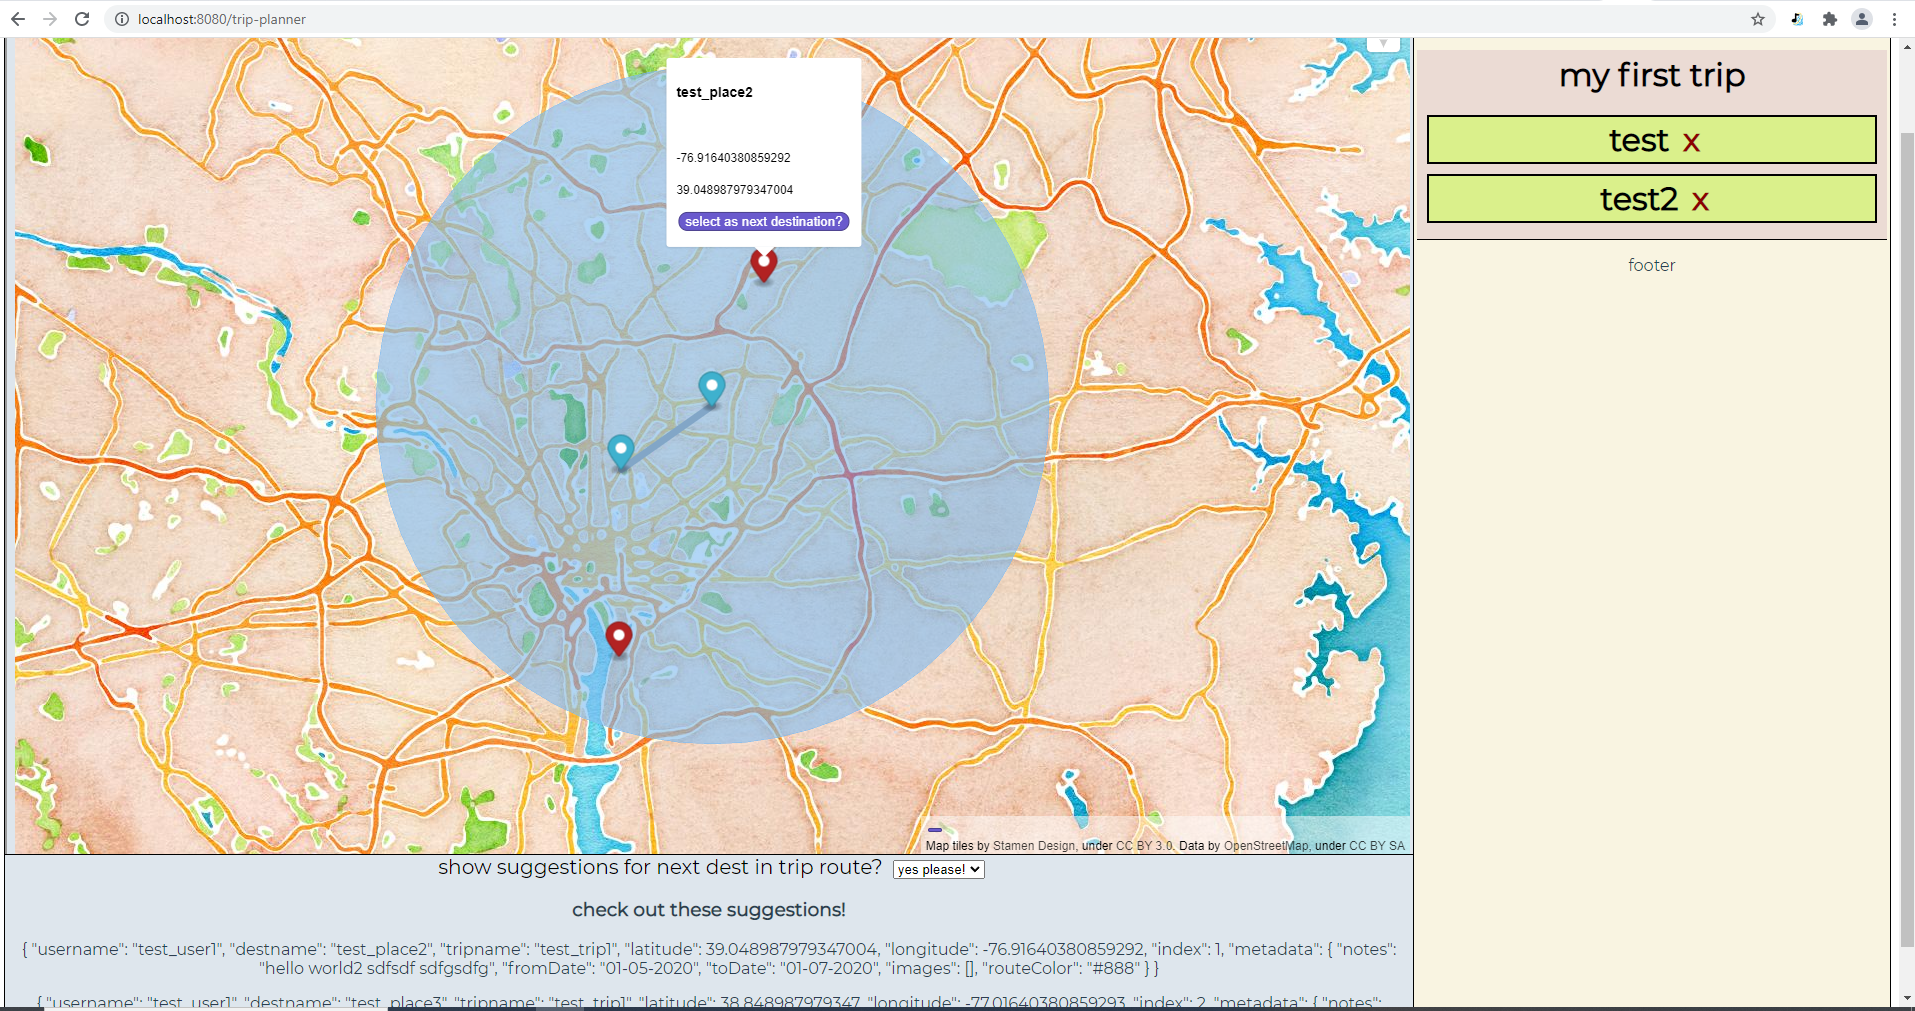 localhost:8080/trip-planner
test_place2
-76.91640380859292
39.048987979347004
select as next destination?
my first trip
test x
test2 x
footer
Map tiles by Stamen Design, under CC BY 3.0. Data by OpenStreetMap, under CC BY SA
show suggestions for next dest in trip route? yes please!
check out these suggestions!
{ "username": "test_user1", "destname": "test_place2", "tripname": "test_trip1", "latitude": 39.048987979347004, "longitude": -76.91640380859292, "index": 1, "metadata": { "notes":
"hello world2 sdfsdf sdfgsdfg", "fromDate": "01-05-2020", "toDate": "01-07-2020", "images": [], "routeColor": "#888" } }
{ "username": "test_user1", "destname": "test_place3", "tripname": "test_trip1", "latitude": 38.848987979347, "longitude": -77.01640380859293, "index": 2, "metadata": { "notes":